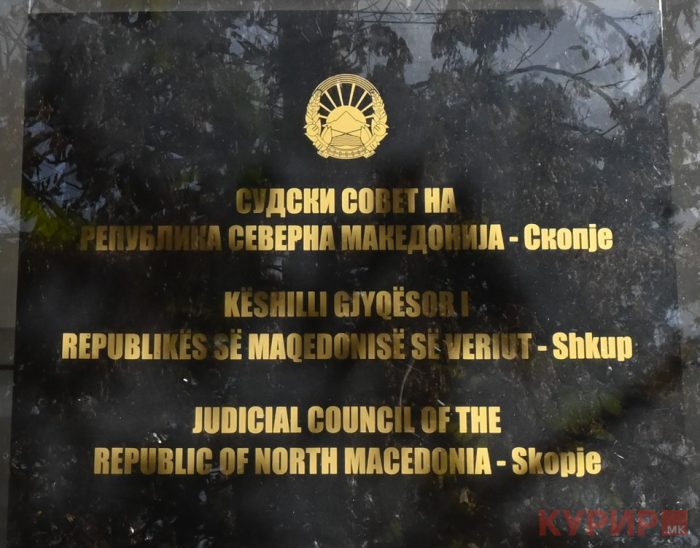 СУДСКИ СОВЕТ НА
РЕПУБЛИКА СЕВЕРНА МАКЕДОНИЈА - Скопје
KËSHILLI GJYQËSOR I
REPUBLIKËS SË MAQEDONISË SË VERIUT - Shkup
JUDICIAL COUNCIL OF THE
REPUBLIC OF NORTH MACEDONIA - Skopje
КУРИР.МК